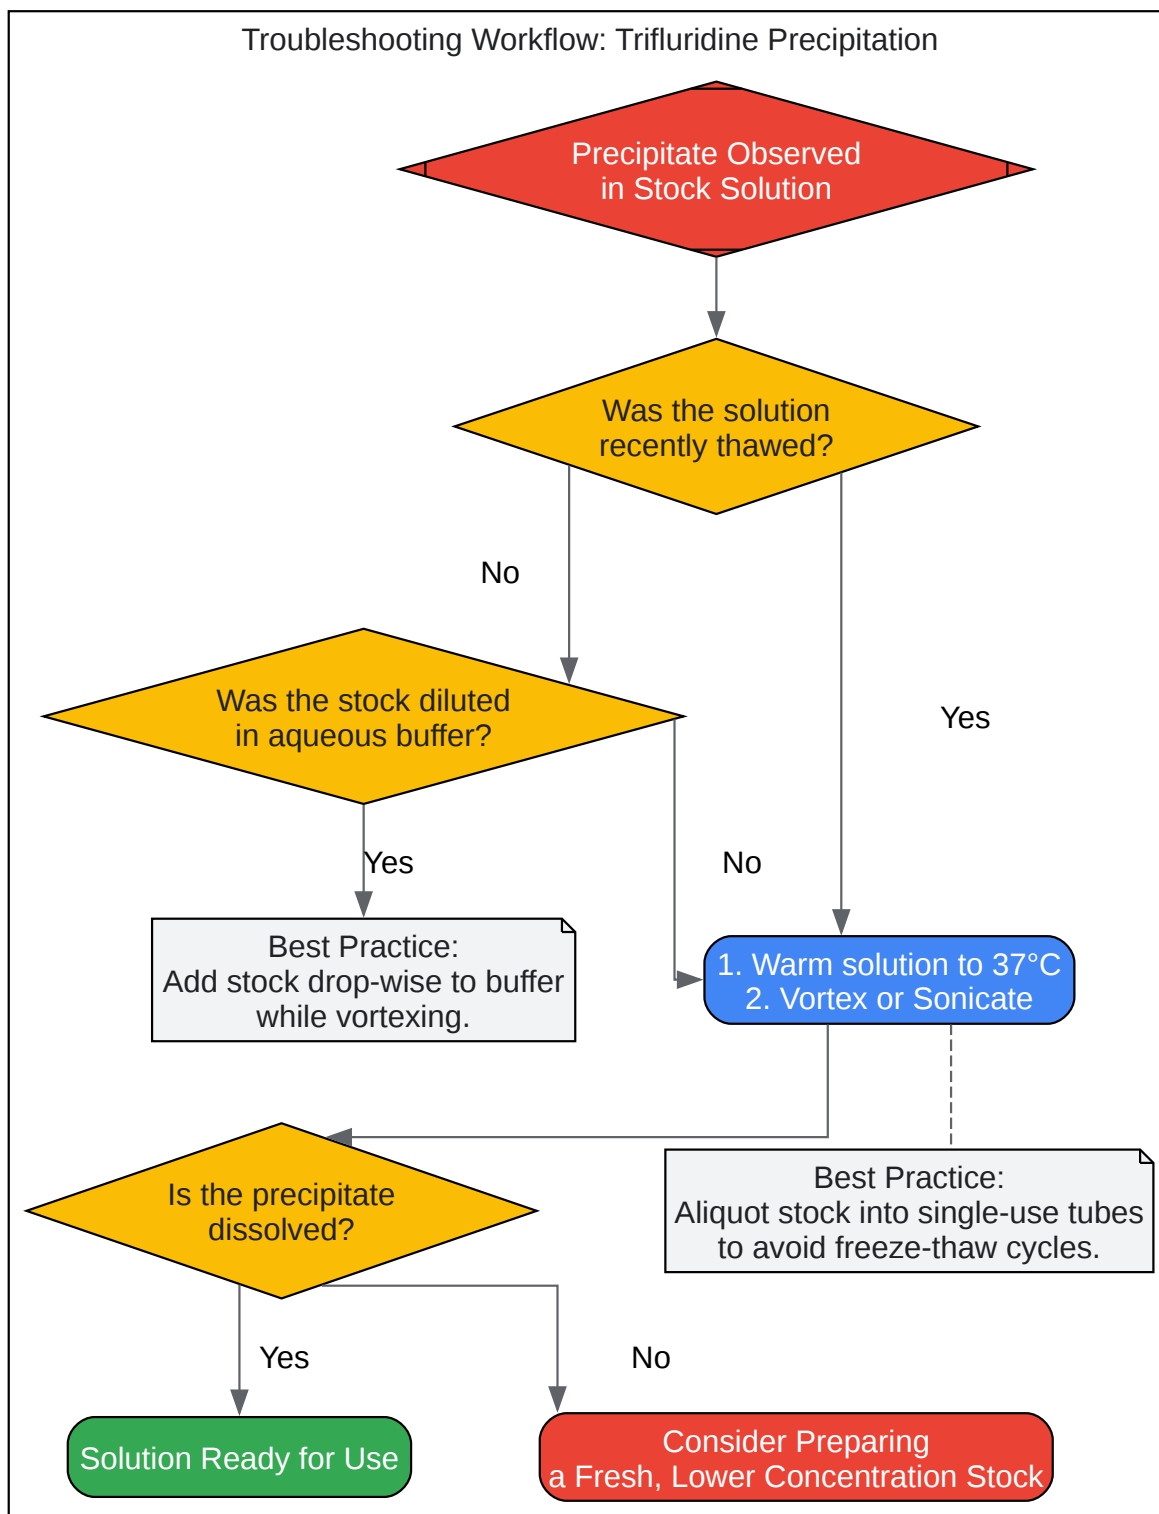 Troubleshooting Workflow: Trifluridine Precipitation
Precipitate Observed
in Stock Solution
Was the solution
recently thawed?
No
Yes
Was the stock diluted
in aqueous buffer?
Yes
No
Best Practice:
Add stock drop-wise to buffer
while vortexing.
1. Warm solution to 37°C
2. Vortex or Sonicate
Is the precipitate
dissolved?
Best Practice:
Aliquot stock into single-use tubes
to avoid freeze-thaw cycles.
Yes
No
Solution Ready for Use
Consider Preparing
a Fresh, Lower Concentration Stock